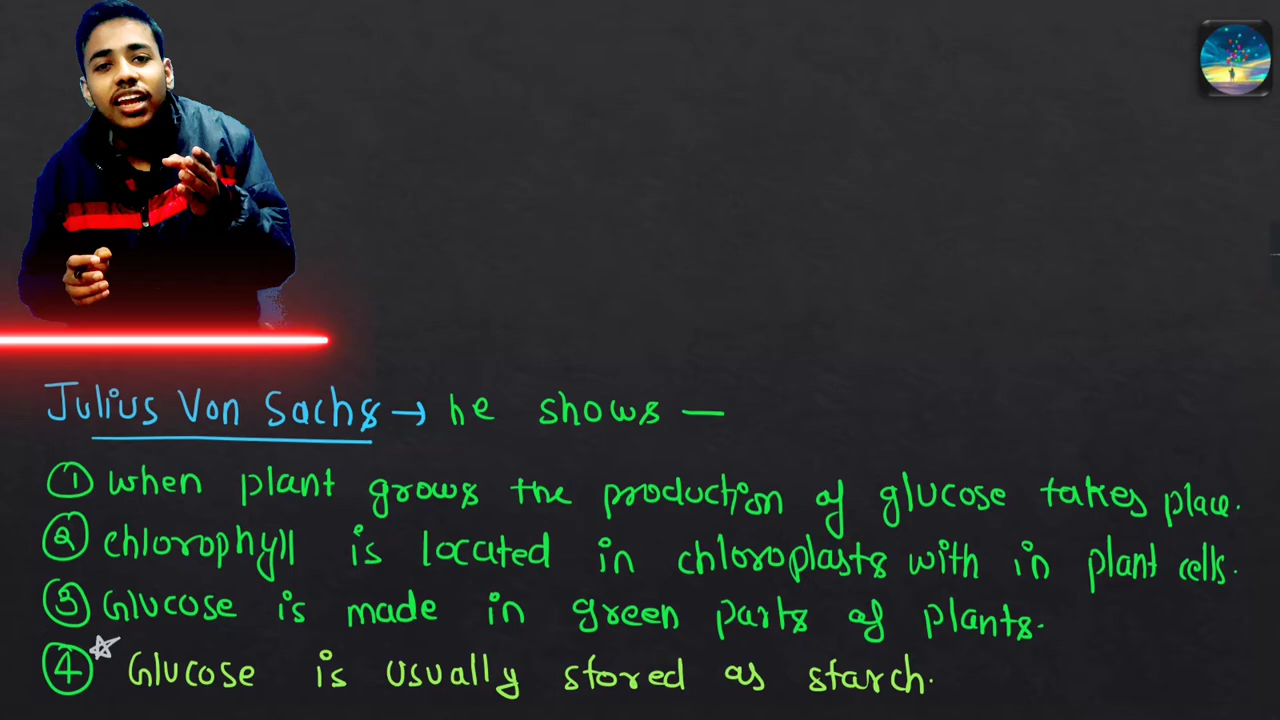 Julius Von Sachs → he shows —
① when plant grows the production of glucose takes place.
② chlorophyll is located in chloroplasts with in plant cells.
③ Glucose is made in green parts of plants.
④ ☆ Glucose is usually stored as starch.